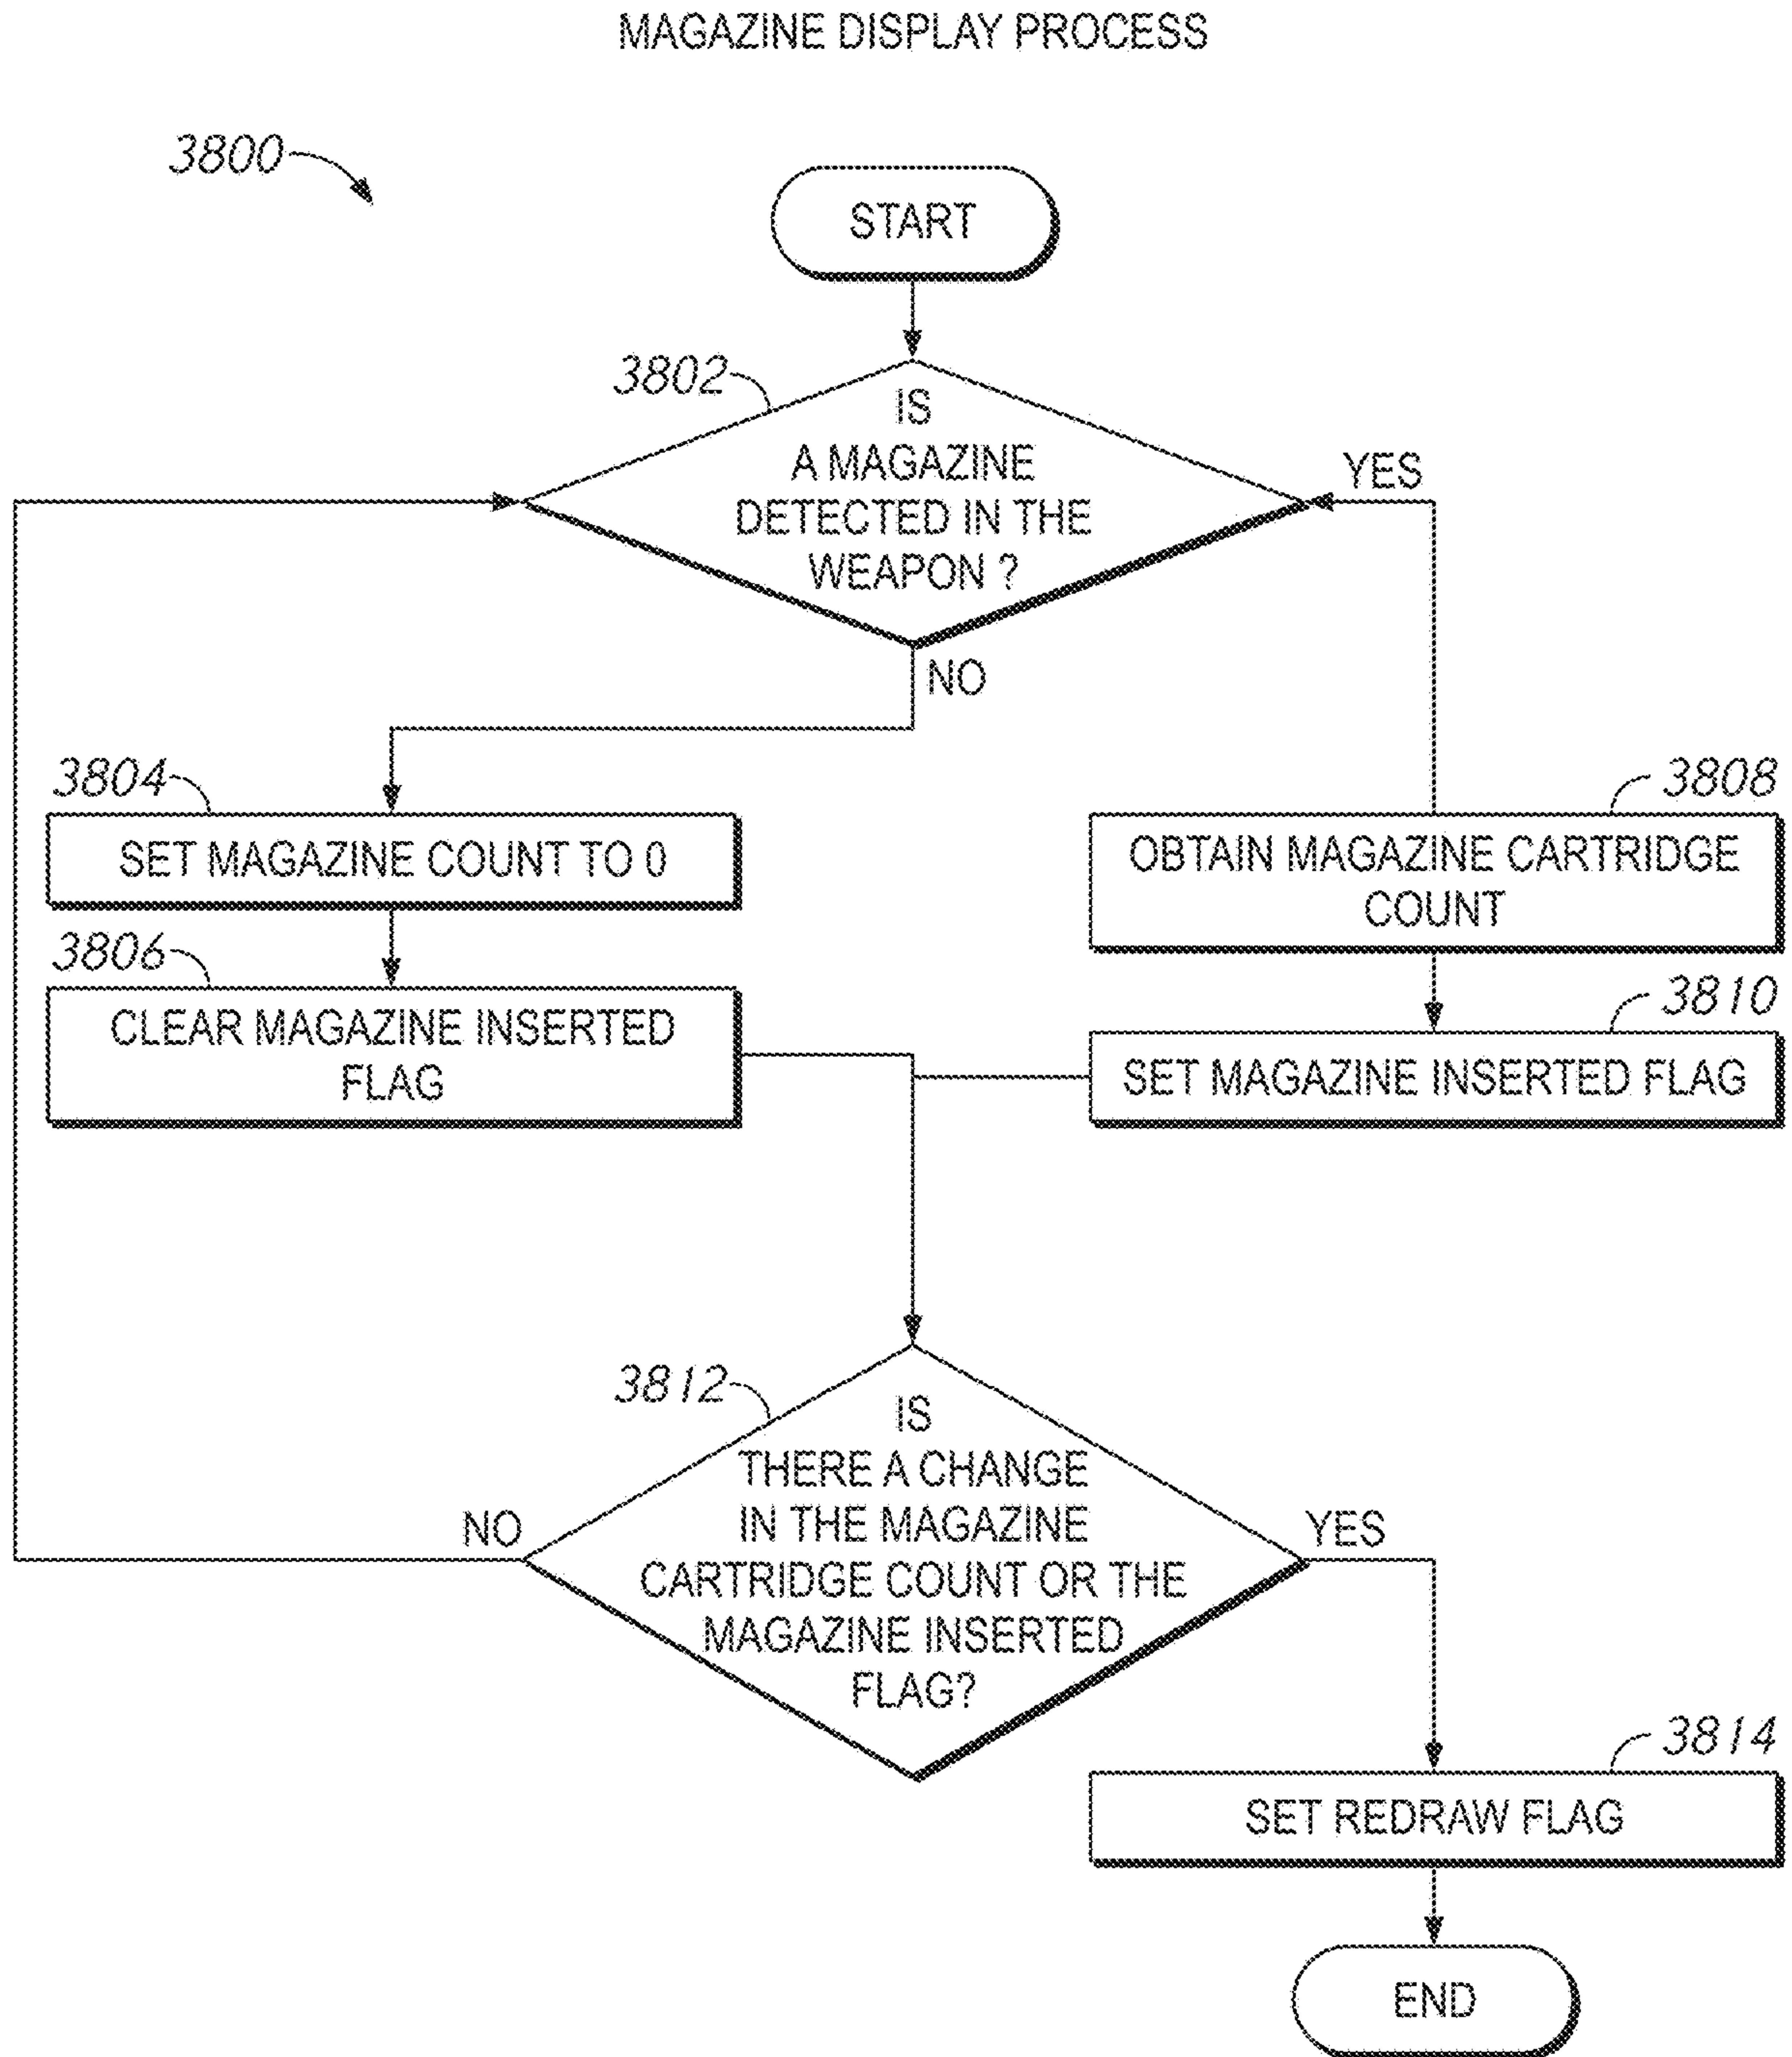 MAGAZINE DISPLAY PROCESS
3800
START
3802
IS
A MAGAZINE
DETECTED IN THE
WEAPON ?
YES
NO
3804
SET MAGAZINE COUNT TO 0
3806
CLEAR MAGAZINE INSERTED
FLAG
3808
OBTAIN MAGAZINE CARTRIDGE
COUNT
3810
SET MAGAZINE INSERTED FLAG
3812
IS
THERE A CHANGE
IN THE MAGAZINE
CARTRIDGE COUNT OR THE
MAGAZINE INSERTED
FLAG?
NO
YES
3814
SET REDRAW FLAG
END